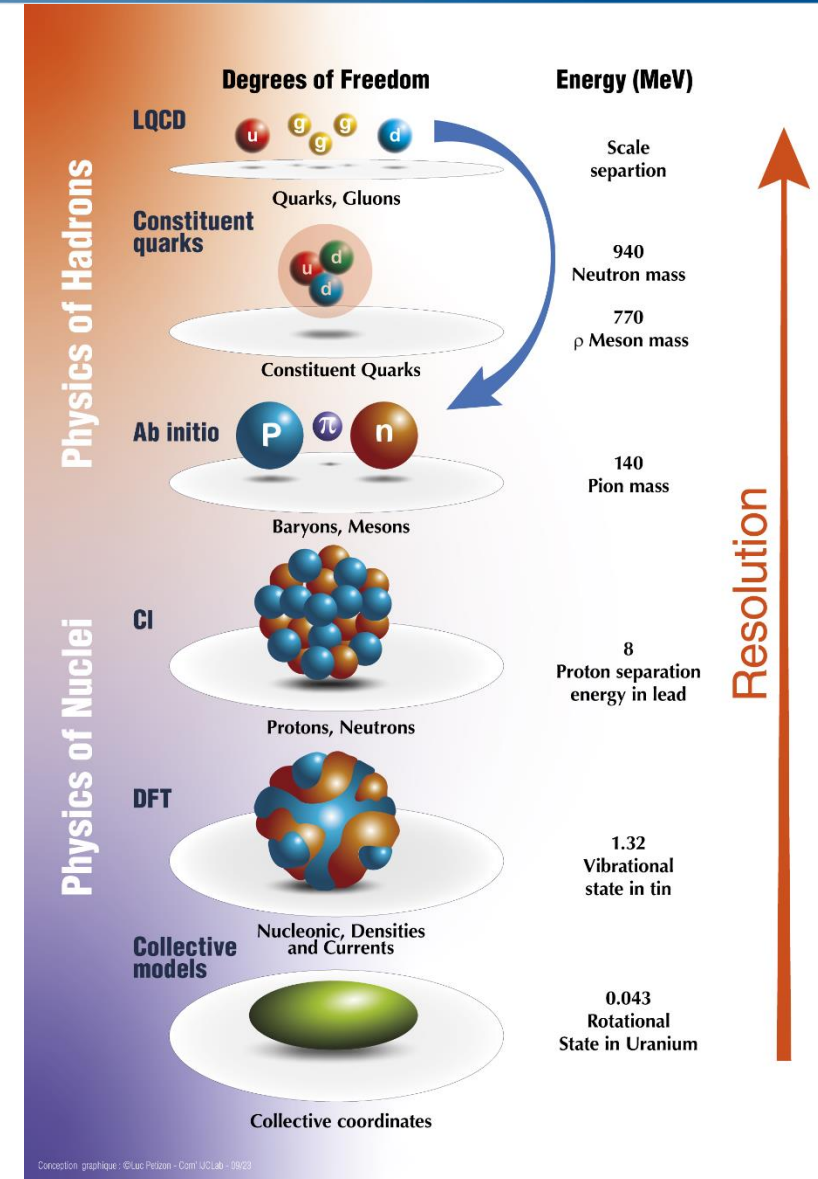 Degrees of Freedom
Energy (MeV)
LQCD
u
g
g
g
d
Scale
separtion
Quarks, Gluons
Physics of Hadrons
Constituent
quarks
u
d
d
940
Neutron mass
770
ρ Meson mass
Constituent Quarks
Ab initio
P
π
n
140
Pion mass
Baryons, Mesons
Resolution
Physics of Nuclei
CI
8
Proton separation
energy in lead
Protons, Neutrons
DFT
1.32
Vibrational
state in tin
Nucleonic, Densities
and Currents
Collective
models
0.043
Rotational
State in Uranium
Collective coordinates
Conception graphique : ©Luc Petizon - Com' IJCLab - 09/23